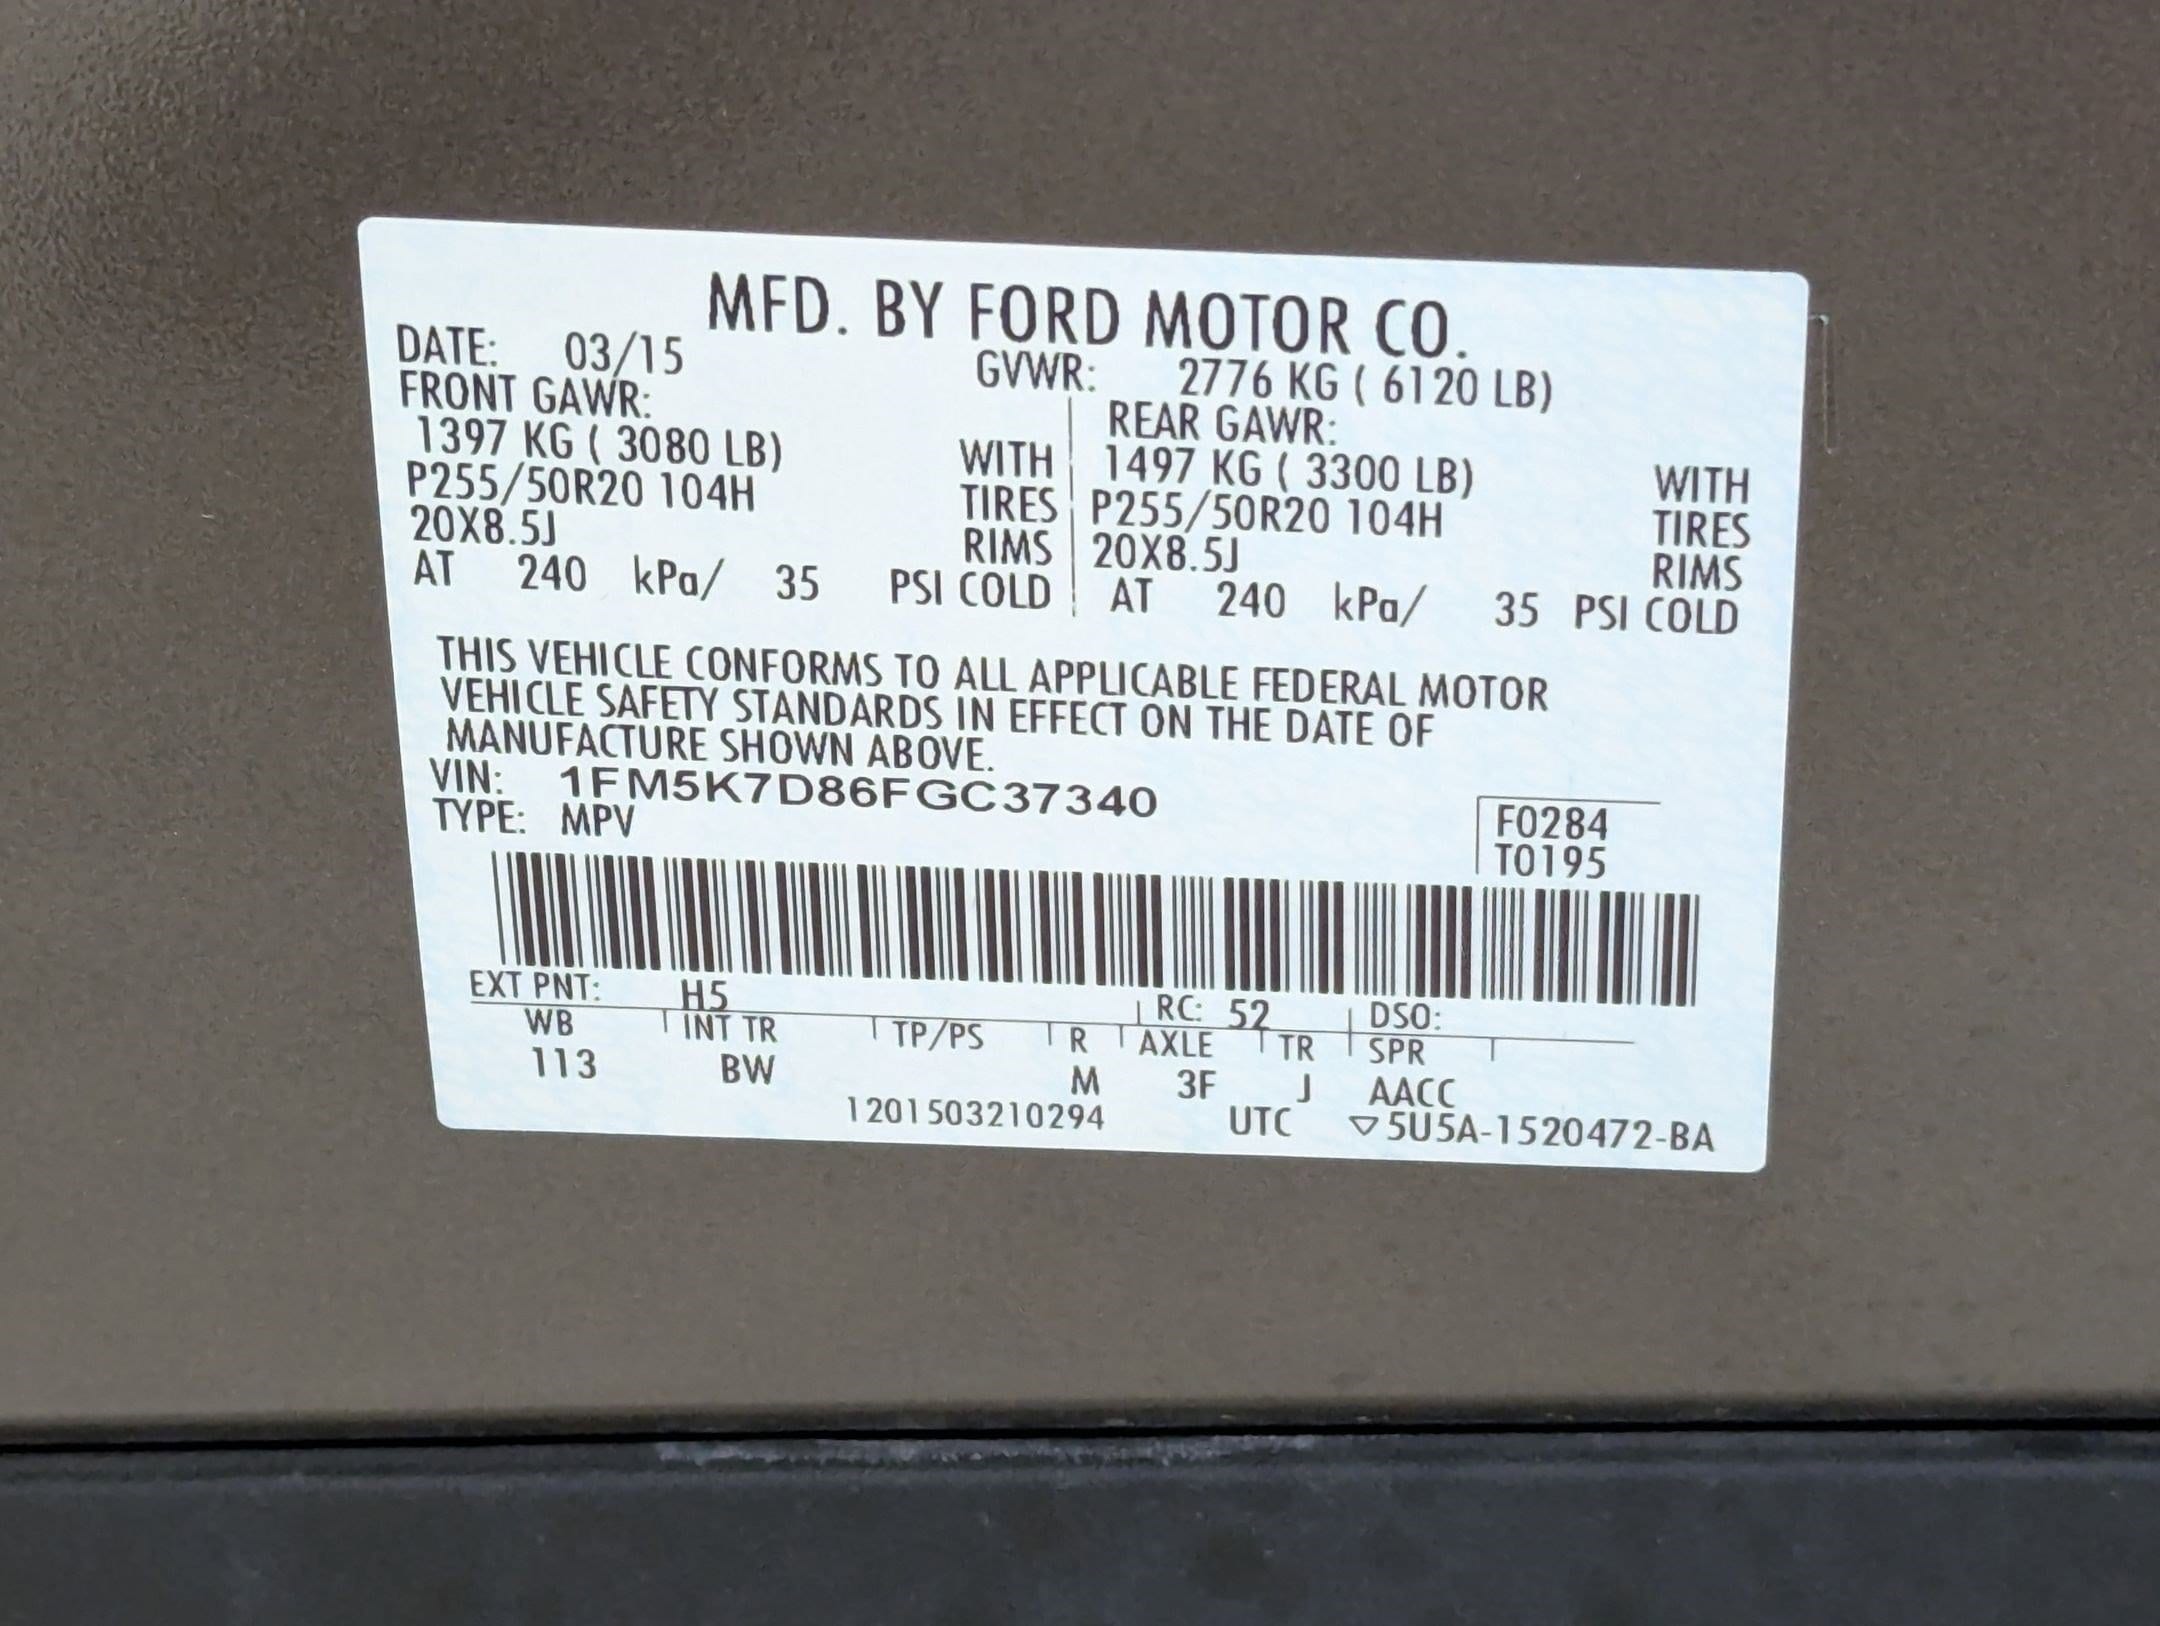 MFD. BY FORD MOTOR CO.
DATE: 03/15 GVWR: 2776 KG ( 6120 LB)
FRONT GAWR: REAR GAWR:
1397 KG ( 3080 LB) WITH 1497 KG ( 3300 LB) WITH
P255/50R20 104H TIRES P255/50R20 104H TIRES
20X8.5J RIMS 20X8.5J RIMS
AT 240 kPa/ 35 PSI COLD AT 240 kPa/ 35 PSI COLD
THIS VEHICLE CONFORMS TO ALL APPLICABLE FEDERAL MOTOR
VEHICLE SAFETY STANDARDS IN EFFECT ON THE DATE OF
MANUFACTURE SHOWN ABOVE.
VIN: 1FM5K7D86FGC37340
TYPE: MPV
F0284
T0195
EXT PNT: H5 RC: 52 DSO:
WB INT TR TP/PS R AXLE TR SPR
113 BW M 3F J AACC
1201503210294 UTC ▽5U5A-1520472-BA